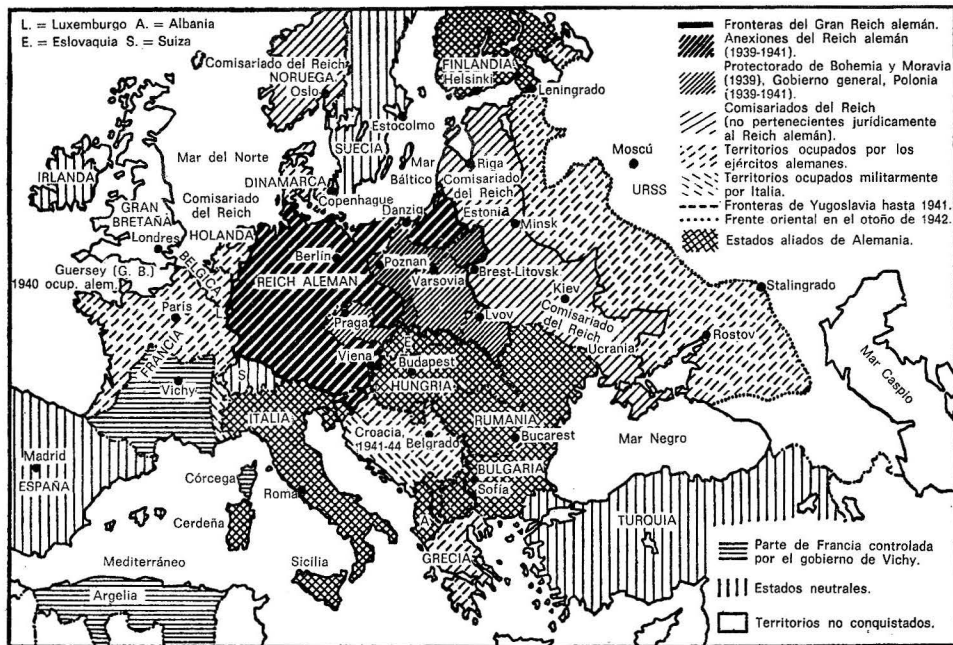 L. = Luxemburgo A. = Albania
E. = Eslovaquia S. = Suiza
Fronteras del Gran Reich alemán.
Anexiones del Reich alemán
(1939-1941).
Protectorado de Bohemia y Moravia
(1939), Gobierno general, Polonia
(1939-1941).
Comisariados del Reich
(no pertenecientes jurídicamente
al Reich alemán).
Territorios ocupados por los
ejércitos alemanes.
Territorios ocupados militarmente
por Italia.
Fronteras de Yugoslavia hasta 1941.
Frente oriental en el otoño de 1942.
Estados aliados de Alemania.
Comisariado del Reich
NORUEGA
Oslo
FINLANDIA
Helsinki
Leningrado
Estocolmo
SUECIA
Mar del Norte
Mar
Báltico
Riga
Comisariado
del Reich
Estonia
Moscú
URSS
IRLANDA
DINAMARCA
Copenhague
Comisariado
del Reich
GRAN
BRETAÑÀ
Londres
HOLANDA
Danzig
Minsk
Guersey (G. B.)
1940 ocup. alem.
BELGICA
L.
Berlín
REICH ALEMAN
Poznan
Varsovia
Brest-Litovsk
Kiev
Comisariado
del Reich
Ucrania
Stalingrado
París
FRANCIA
Praga
Lvov
Rostov
Viena
E.
Budapest
HUNGRIA
Vichy
S.
ITALIA
RUMANIA
Mar Caspio
Croacia,
1941-44
Belgrado
Bucarest
Mar Negro
Madrid
ESPAÑA
Córcega
Roma
BULGARIA
Sofía
Cerdeña
A.
TURQUIA
Mediterráneo
Sicilia
GRECIA
Argelia
Parte de Francia controlada
por el gobierno de Vichy.
Estados neutrales.
Territorios no conquistados.